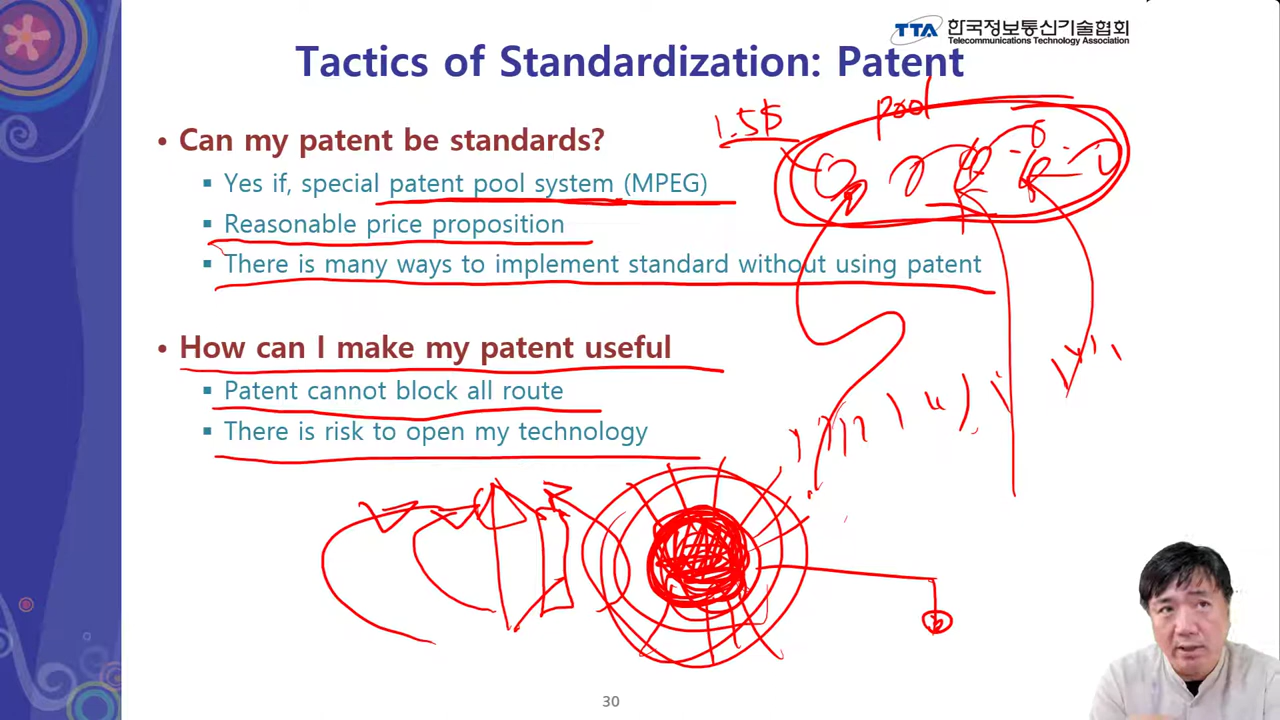 TTA 한국정보통신기술협회
Telecommunications Technology Association
Tactics of Standardization: Patent
pool
1.5$
• Can my patent be standards?
▪ Yes if, special patent pool system (MPEG)
▪ Reasonable price proposition
▪ There is many ways to implement standard without using patent
• How can I make my patent useful
▪ Patent cannot block all route
▪ There is risk to open my technology
30